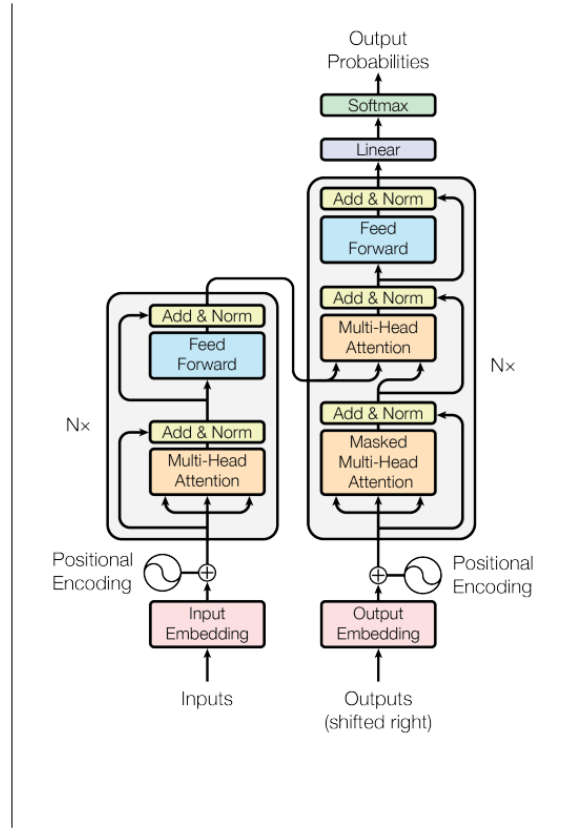 Output
Probabilities
Softmax
Linear
Add & Norm
Feed
Forward
Add & Norm
Multi-Head
Attention
Add & Norm
Masked
Multi-Head
Attention
Nx
Add & Norm
Feed
Forward
Add & Norm
Multi-Head
Attention
N×
Positional
Encoding
Positional
Encoding
Input
Embedding
Output
Embedding
Inputs
Outputs
(shifted right)